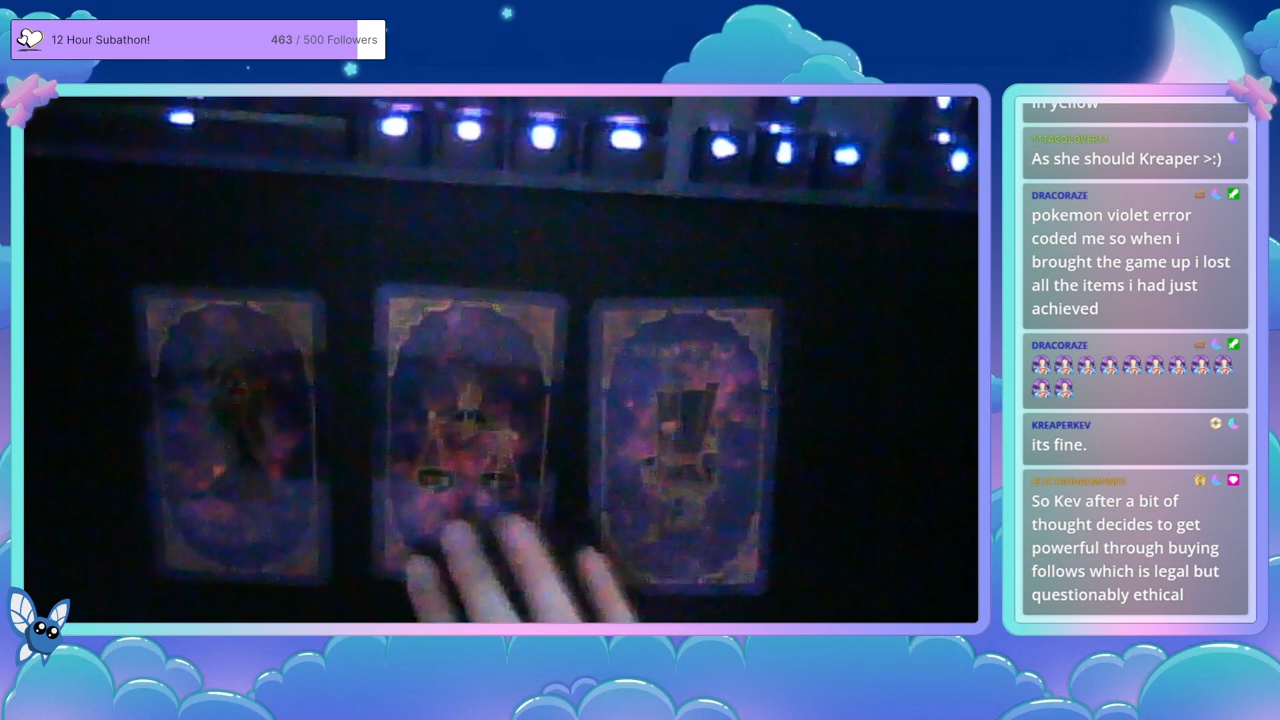 12 Hour Subathon!
463 / 500 Followers
in yellow
As she should Kreaper >:)
DRACORAZE
pokemon violet error
coded me so when i
brought the game up i lost
all the items i had just
achieved
DRACORAZE
KREAPERKEV
its fine.
So Kev after a bit of
thought decides to get
powerful through buying
follows which is legal but
questionably ethical